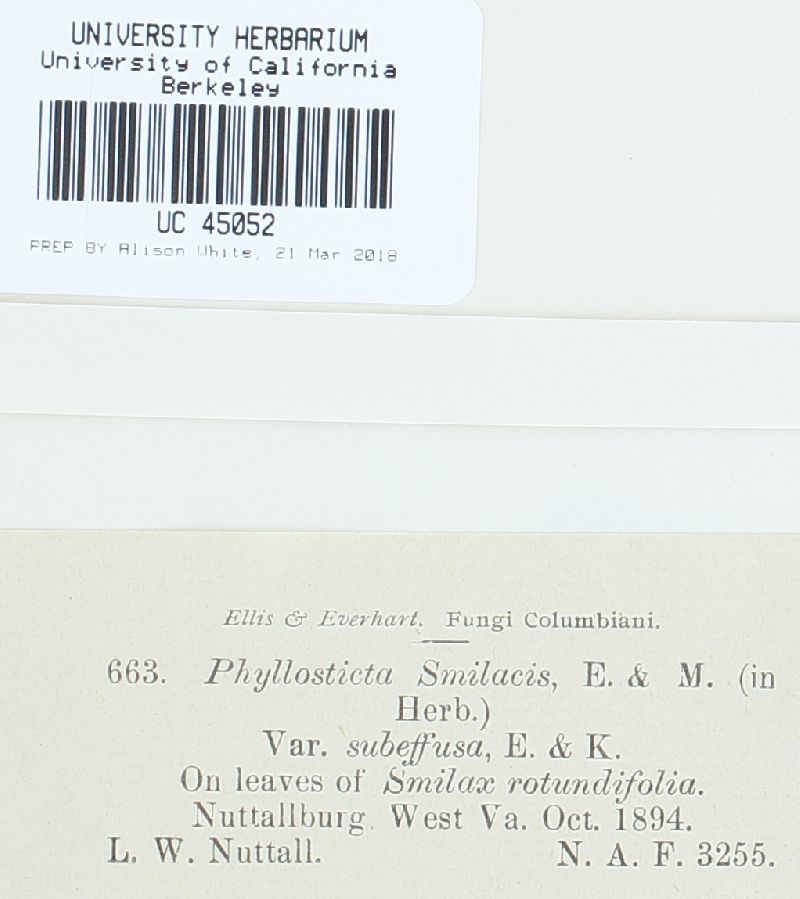 UNIVERSITY HERBARIUM
University of California
Berkeley
UC 45052
PREP BY Alison White, 21 Mar 2018
Ellis & Everhart. Fungi Columbiani.
663. Phyllosticta Smilacis, E. & M. (in
Herb.)
Var. subeffusa, E. & K.
On leaves of Smilax rotundifolia.
Nuttallburg. West Va. Oct. 1894.
L. W. Nuttall. N. A. F. 3255.